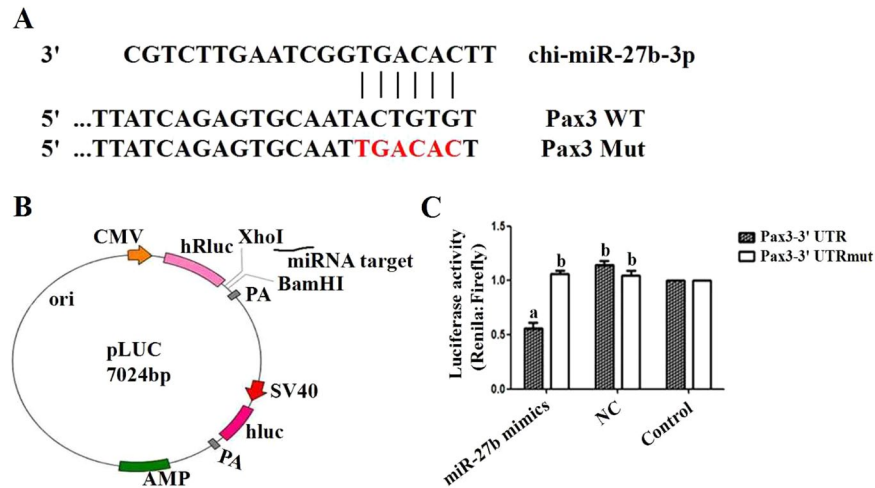 A
3' CGTCTTGAATCGGTGACACTT chi-miR-27b-3p
5' ...TTATCAGAGTGCAATACTGTGT Pax3 WT
5' ...TTATCAGAGTGCAATTGACACT Pax3 Mut
B
CMV
hRluc
XhoI
miRNA target
BamHI
PA
ori
pLUC
7024bp
SV40
hluc
PA
AMP
C
Luciferase activity
(Renila:Firefly)
1.5
1.0
0.5
0.0
a
b
b
b
miR-27b mimics
NC
Control
Pax3-3' UTR
Pax3-3' UTRmut